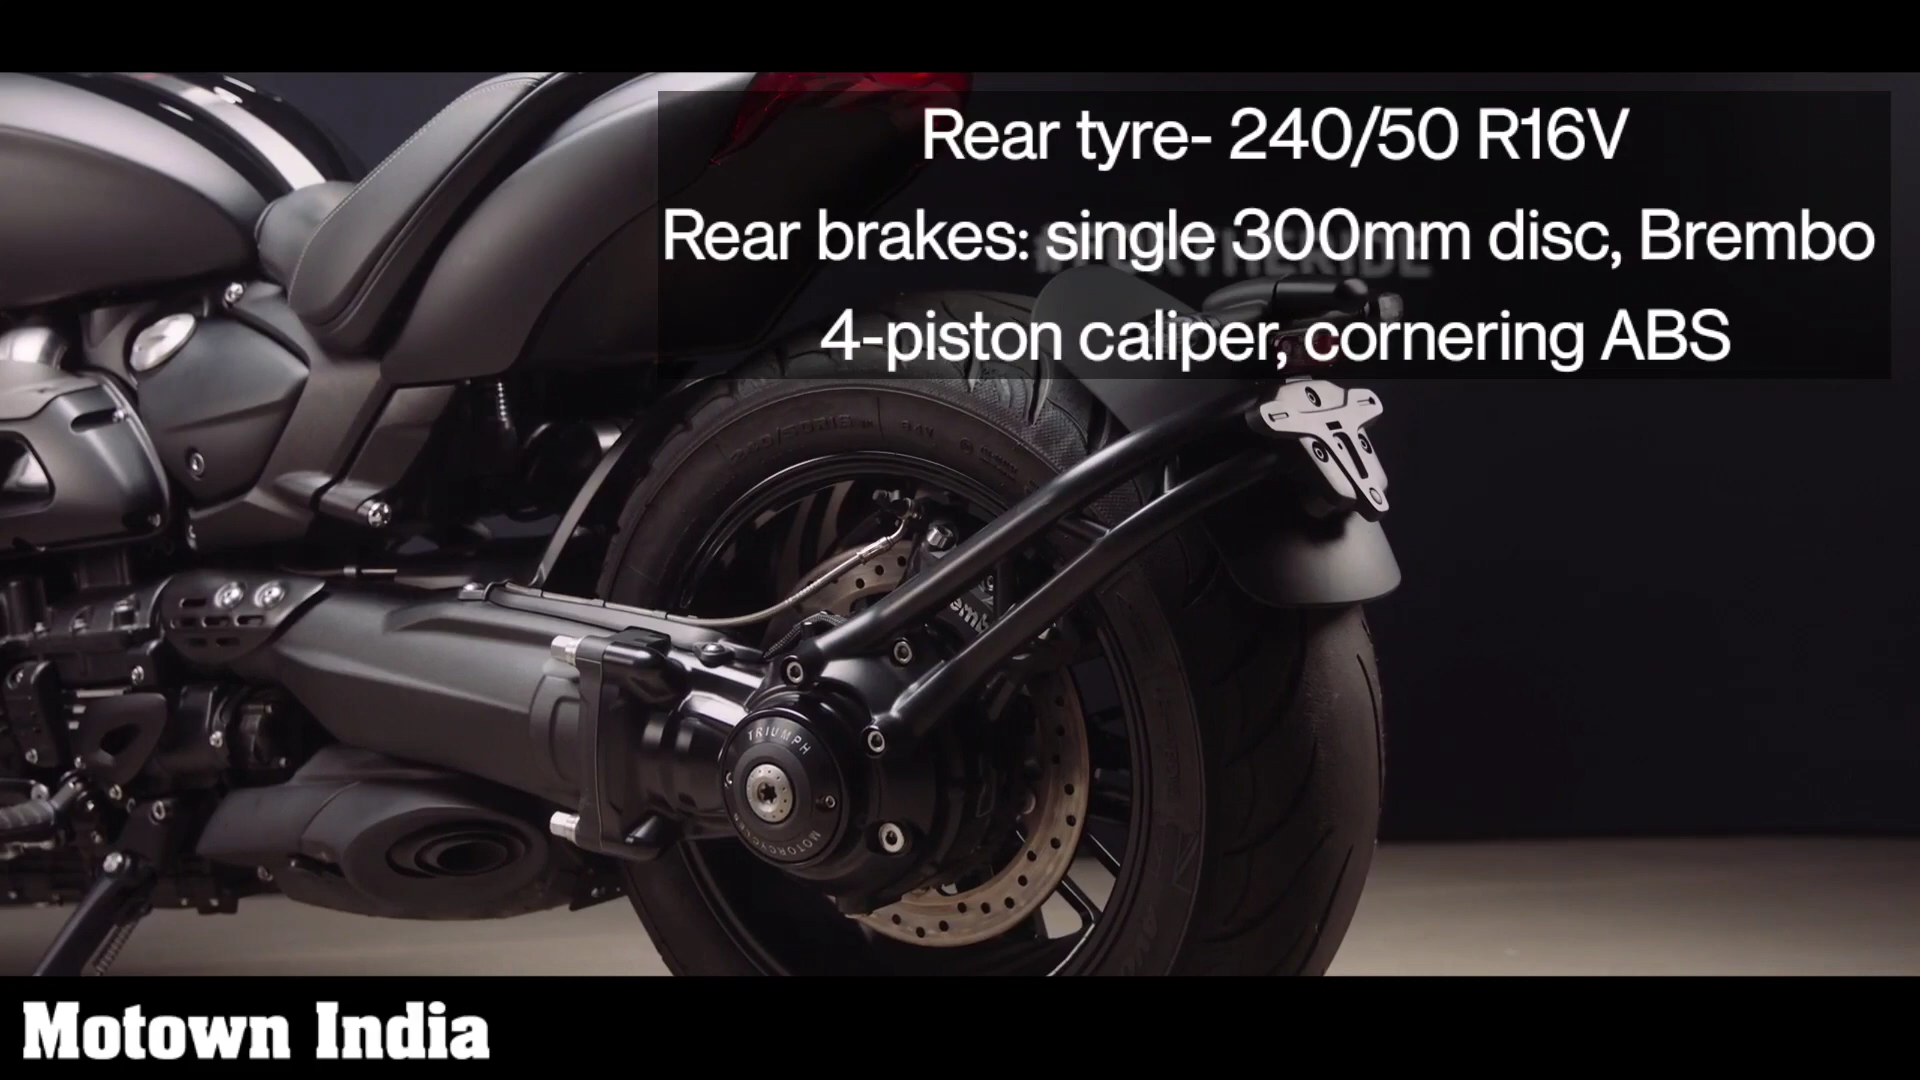 Rear tyre- 240/50 R16V
Rear brakes: single 300mm disc, Brembo
4-piston caliper, cornering ABS
TRIUMPH
MOTORCYCLES
Motown India